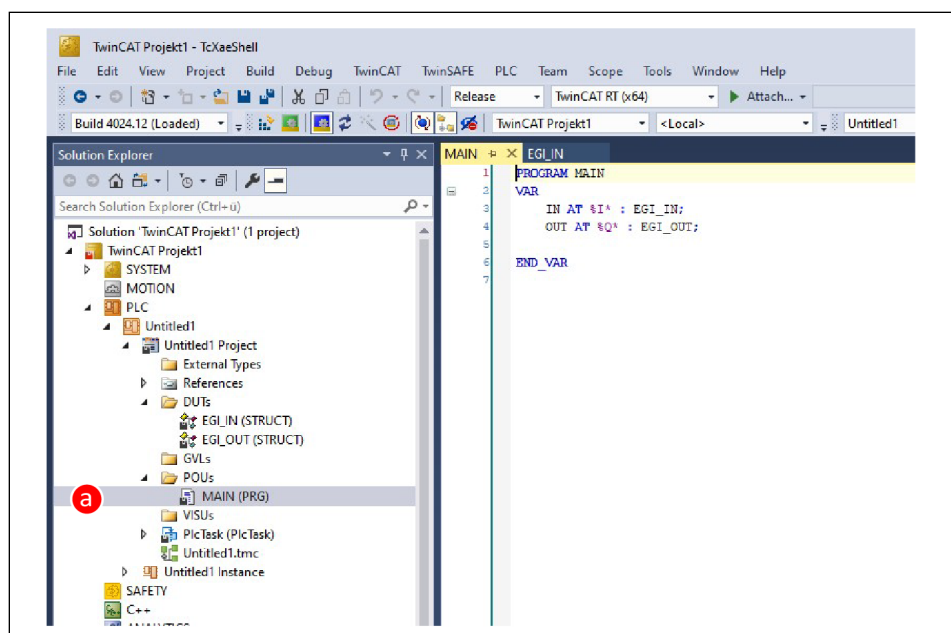 TwinCAT Projekt1 - TcXaeShell
File Edit View Project Build Debug TwinCAT TwinSAFE PLC Team Scope Tools Window Help
Release TwinCAT RT (x64) Attach...
Build 4024.12 (Loaded) TwinCAT Projekt1 <Local> Untitled1
Solution Explorer
Search Solution Explorer (Ctrl+ü)
Solution 'TwinCAT Projekt1' (1 project)
TwinCAT Projekt1
SYSTEM
MOTION
PLC
Untitled1
Untitled1 Project
External Types
References
DUTs
EGI_IN (STRUCT)
EGI_OUT (STRUCT)
GVLs
POUs
a
MAIN (PRG)
VISUs
PlcTask (PlcTask)
Untitled1.tmc
Untitled1 Instance
SAFETY
C++
MAIN EGI_IN
1 PROGRAM MAIN
2 VAR
3 IN AT %I* : EGI_IN;
4 OUT AT %Q* : EGI_OUT;
5
6 END_VAR
7